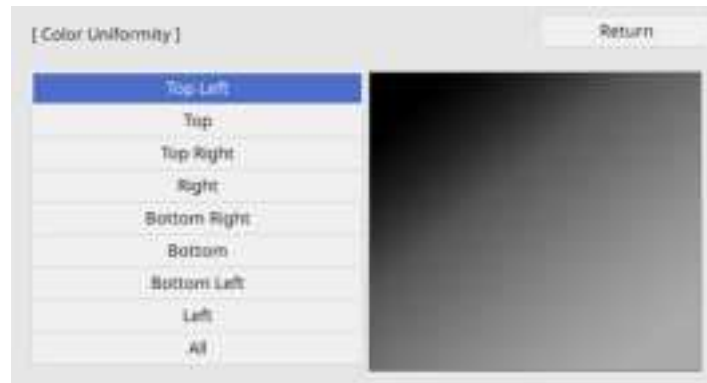 [ Color Uniformity ]
Return
Top Left
Top
Top Right
Right
Bottom Right
Bottom
Bottom Left
Left
All